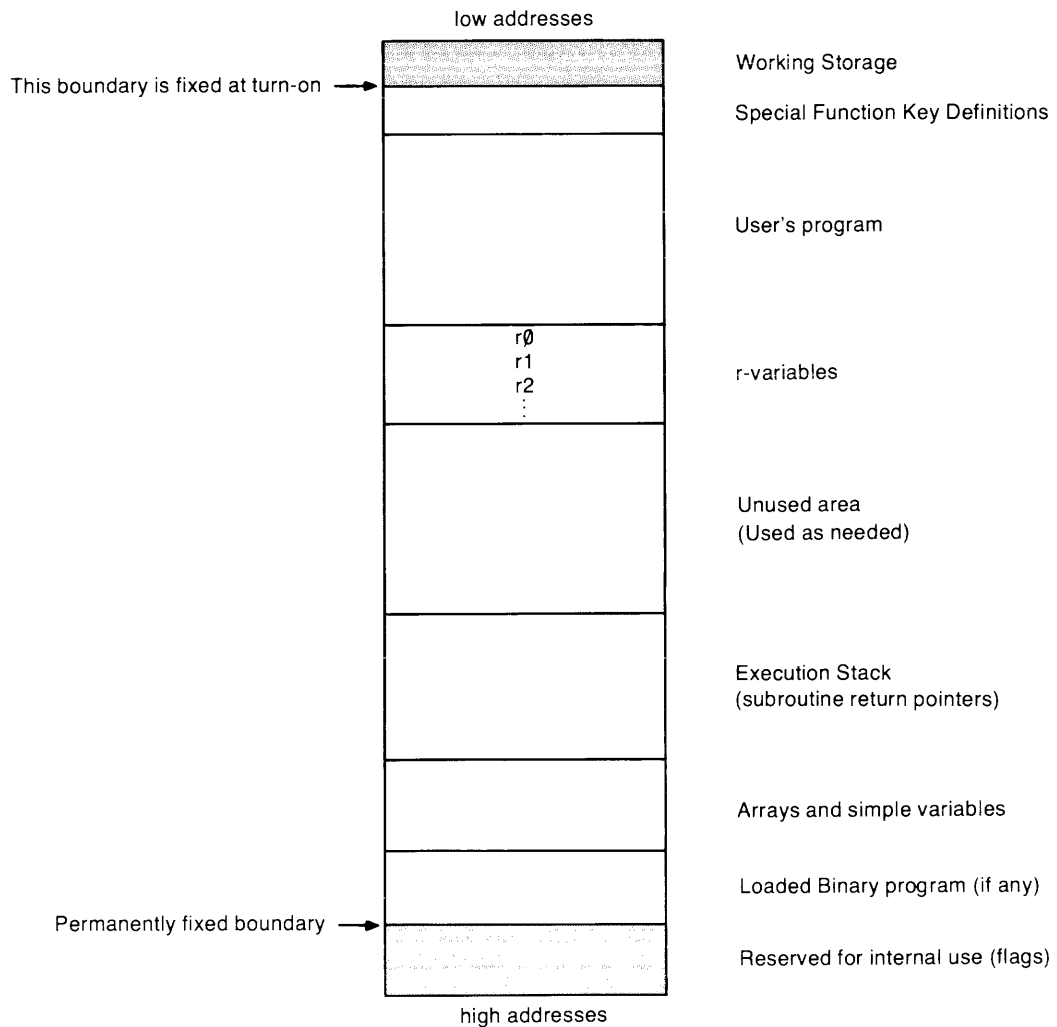 low addresses
Working Storage
This boundary is fixed at turn-on
Special Function Key Definitions
User's program
r0̸
r1
r2
⋮
r-variables
Unused area
(Used as needed)
Execution Stack
(subroutine return pointers)
Arrays and simple variables
Loaded Binary program (if any)
Permanently fixed boundary
Reserved for internal use (flags)
high addresses